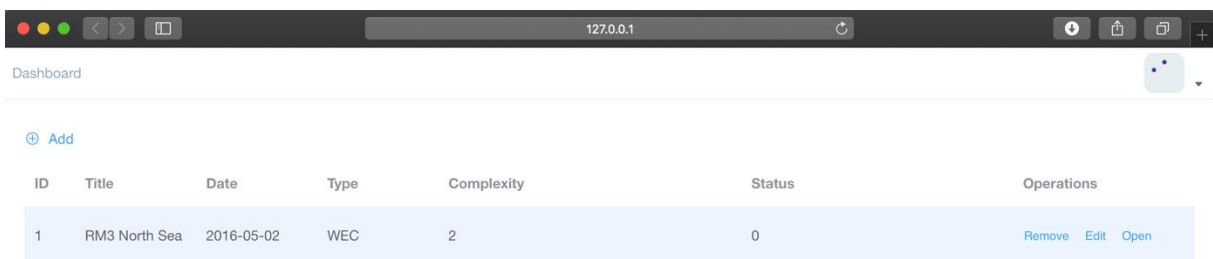 127.0.0.1
Dashboard
Add
ID Title Date Type Complexity Status Operations
1 RM3 North Sea 2016-05-02 WEC 2 0 Remove Edit Open